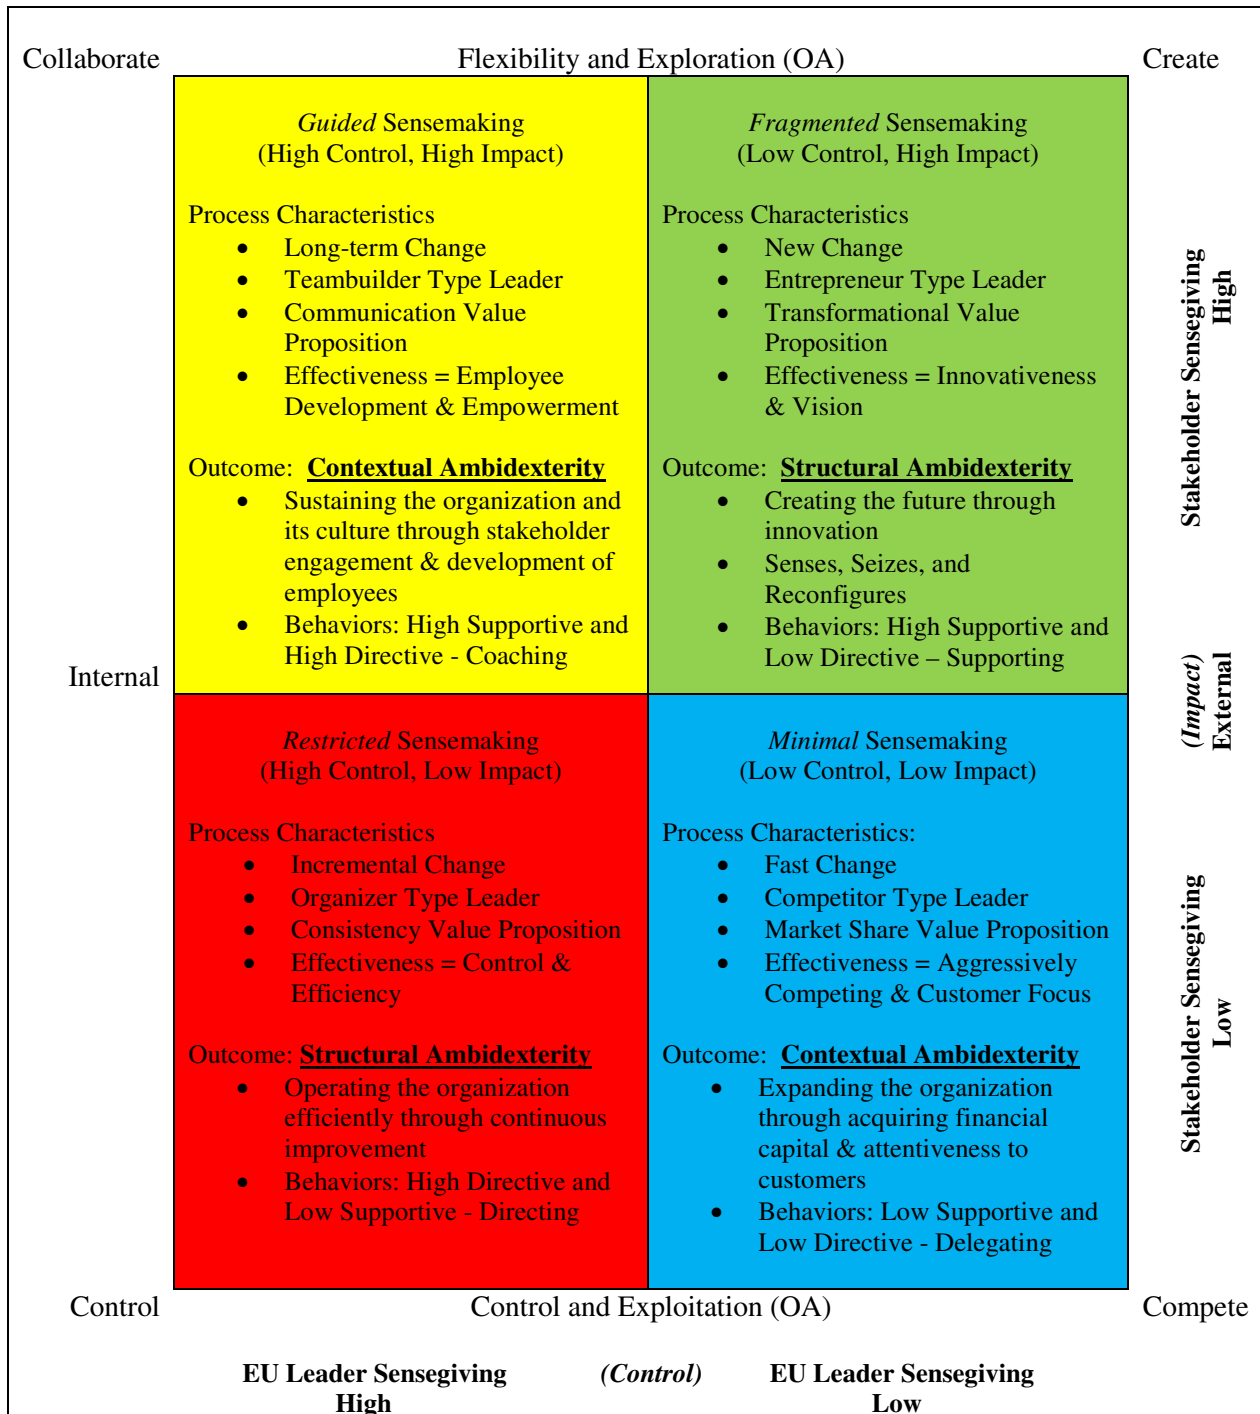 Collaborate
Flexibility and Exploration (OA)
Create
Guided Sensemaking
(High Control, High Impact)
Process Characteristics
• Long-term Change
• Teambuilder Type Leader
• Communication Value
Proposition
• Effectiveness = Employee
Development & Empowerment
Outcome: Contextual Ambidexterity
• Sustaining the organization and
its culture through stakeholder
engagement & development of
employees
• Behaviors: High Supportive and
High Directive - Coaching
Fragmented Sensemaking
(Low Control, High Impact)
Process Characteristics
• New Change
• Entrepreneur Type Leader
• Transformational Value
Proposition
• Effectiveness = Innovativeness
& Vision
Outcome: Structural Ambidexterity
• Creating the future through
innovation
• Senses, Seizes, and
Reconfigures
• Behaviors: High Supportive and
Low Directive – Supporting
Stakeholder Sensegiving
High
Internal
(Impact)
External
Restricted Sensemaking
(High Control, Low Impact)
Process Characteristics
• Incremental Change
• Organizer Type Leader
• Consistency Value Proposition
• Effectiveness = Control &
Efficiency
Outcome: Structural Ambidexterity
• Operating the organization
efficiently through continuous
improvement
• Behaviors: High Directive and
Low Supportive - Directing
Minimal Sensemaking
(Low Control, Low Impact)
Process Characteristics:
• Fast Change
• Competitor Type Leader
• Market Share Value Proposition
• Effectiveness = Aggressively
Competing & Customer Focus
Outcome: Contextual Ambidexterity
• Expanding the organization
through acquiring financial
capital & attentiveness to
customers
• Behaviors: Low Supportive and
Low Directive - Delegating
Stakeholder Sensegiving
Low
Control
Control and Exploitation (OA)
Compete
EU Leader Sensegiving
High
(Control)
EU Leader Sensegiving
Low